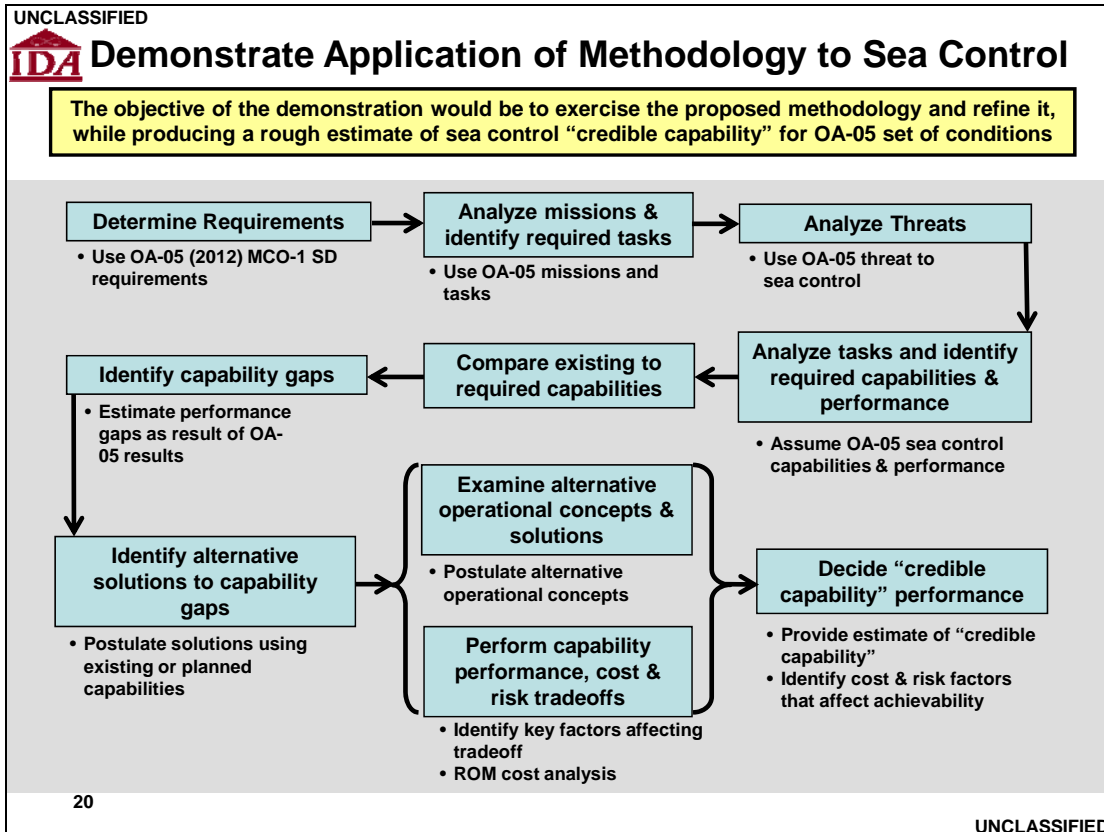 UNCLASSIFIED
IDA
Demonstrate Application of Methodology to Sea Control
The objective of the demonstration would be to exercise the proposed methodology and refine it,
while producing a rough estimate of sea control “credible capability” for OA-05 set of conditions
Determine Requirements
• Use OA-05 (2012) MCO-1 SD
requirements
Analyze missions &
identify required tasks
• Use OA-05 missions and
tasks
Analyze Threats
• Use OA-05 threat to
sea control
Analyze tasks and identify
required capabilities &
performance
• Assume OA-05 sea control
capabilities & performance
Compare existing to
required capabilities
Identify capability gaps
• Estimate performance
gaps as result of OA-
05 results
Identify alternative
solutions to capability
gaps
• Postulate solutions using
existing or planned
capabilities
Examine alternative
operational concepts &
solutions
• Postulate alternative
operational concepts
Perform capability
performance, cost &
risk tradeoffs
• Identify key factors affecting
tradeoff
• ROM cost analysis
Decide “credible
capability” performance
• Provide estimate of “credible
capability”
• Identify cost & risk factors
that affect achievability
20
UNCLASSIFIED